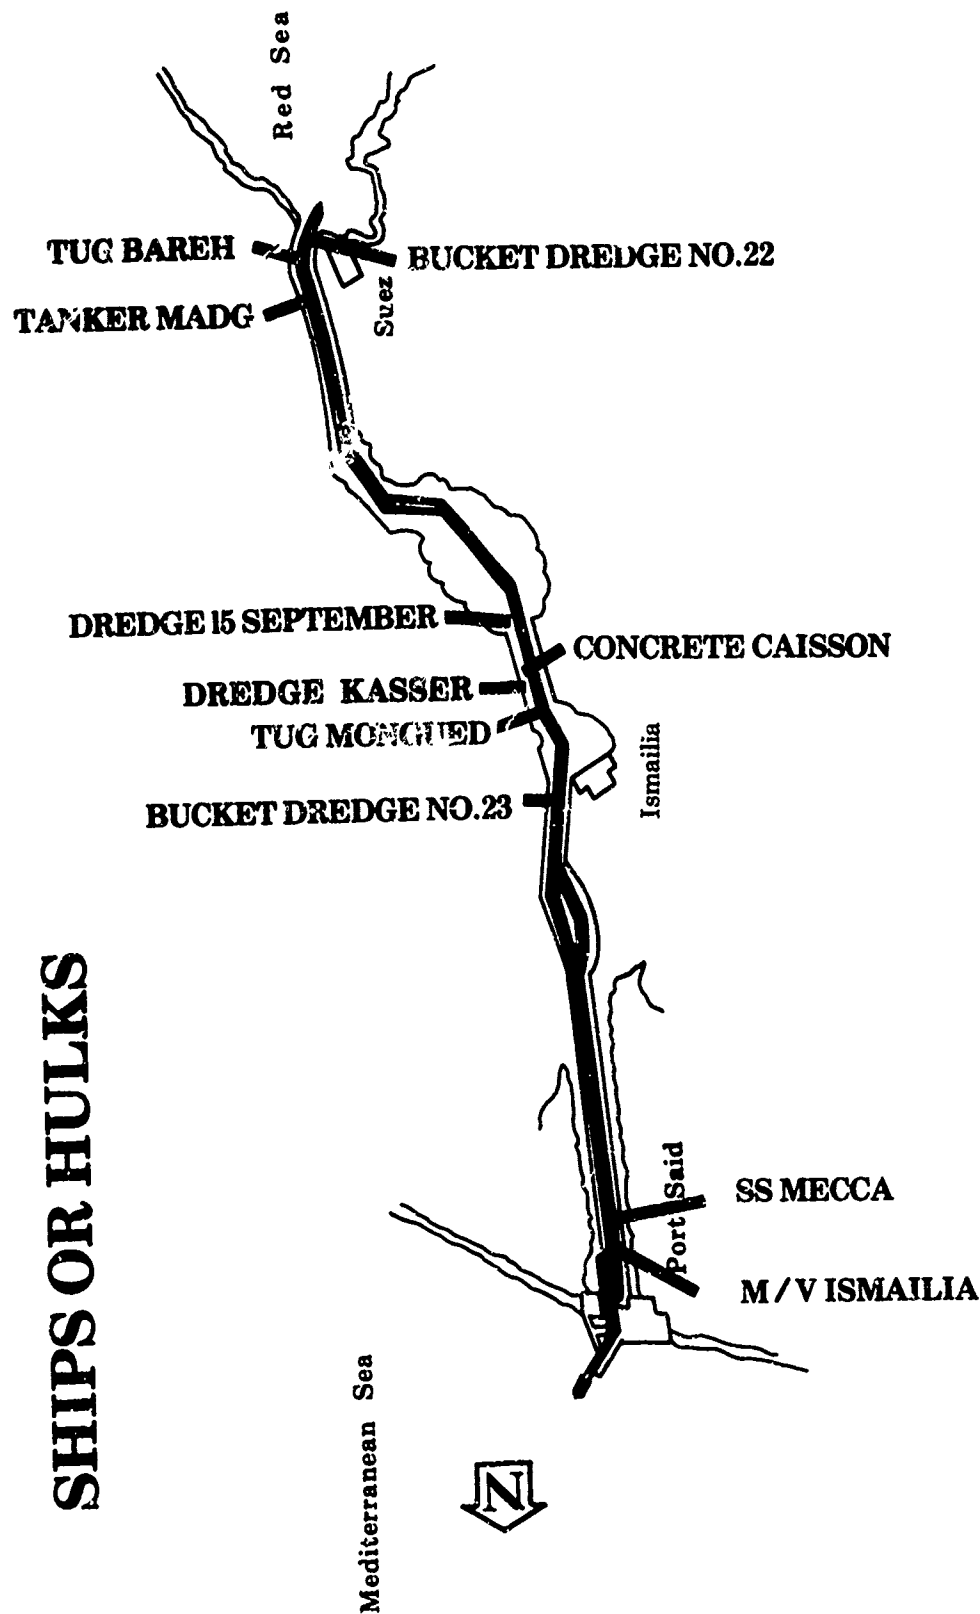 SHIPS OR HULKS
Red Sea
TUG BAREH
BUCKET DREDGE NO.22
TANKER MADG
Suez
DREDGE 15 SEPTEMBER
CONCRETE CAISSON
DREDGE KASSER
TUG MONGUED
Ismailia
BUCKET DREDGE NO.23
Port Said
SS MECCA
M/V ISMAILIA
Mediterranean Sea
N